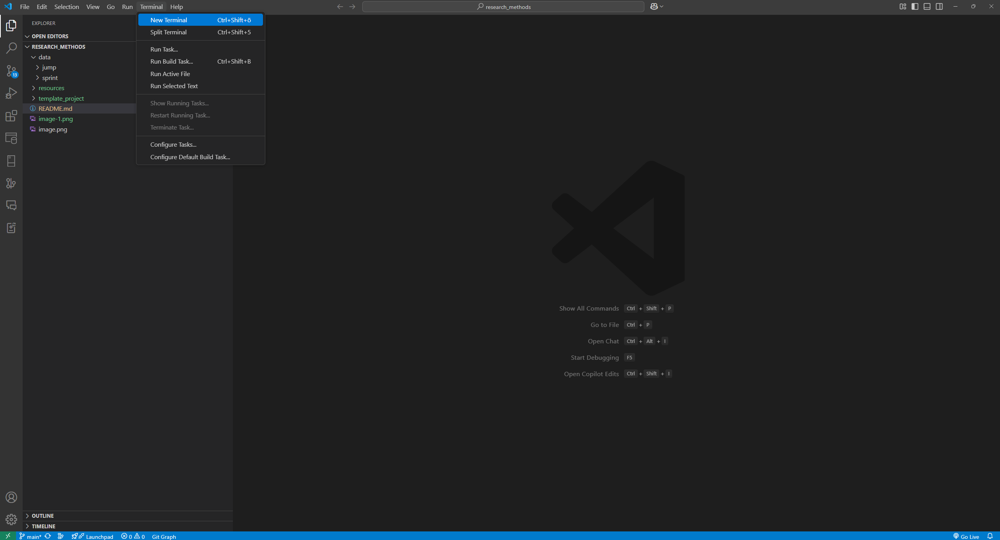 File Edit Selection View Go Run Terminal Help
research_methods
EXPLORER
OPEN EDITORS
RESEARCH_METHODS
data
jump
sprint
resources
template_project
README.md
image-1.png
image.png
New Terminal Ctrl+Shift+ö
Split Terminal Ctrl+Shift+5
Run Task...
Run Build Task... Ctrl+Shift+B
Run Active File
Run Selected Text
Show Running Tasks...
Restart Running Task...
Terminate Task...
Configure Tasks...
Configure Default Build Task...
13
Show All Commands Ctrl + Shift + P
Go to File Ctrl + P
Open Chat Ctrl + Alt + I
Start Debugging F5
Open Copilot Edits Ctrl + Shift + I
OUTLINE
TIMELINE
main* Launchpad 0 0 Git Graph Go Live